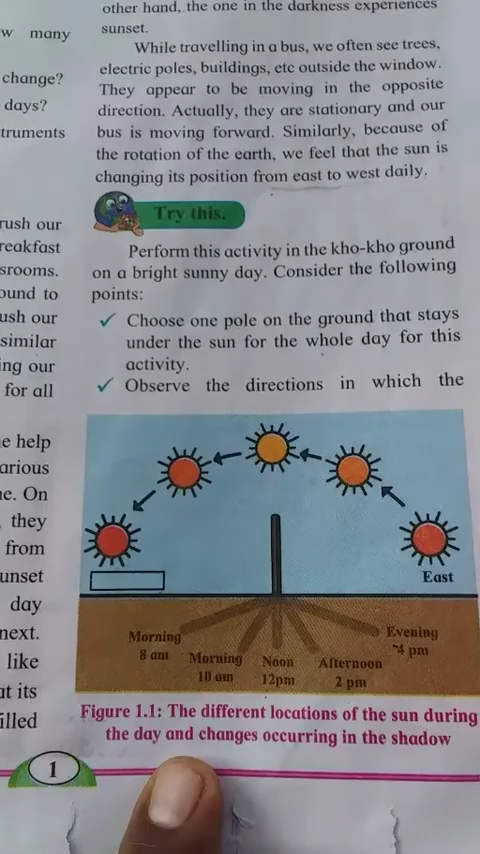 w many
change?
days?
truments
rush our
reakfast
srooms.
ound to
ush our
similar
ing our
for all
e help
arious
ne. On
, they
from
unset
day
next.
like
at its
illed
other hand, the one in the darkness experiences
sunset.
While travelling in a bus, we often see trees,
electric poles, buildings, etc outside the window.
They appear to be moving in the opposite
direction. Actually, they are stationary and our
bus is moving forward. Similarly, because of
the rotation of the earth, we feel that the sun is
changing its position from east to west daily.
Try this.
Perform this activity in the kho-kho ground
on a bright sunny day. Consider the following
points:
✓ Choose one pole on the ground that stays
under the sun for the whole day for this
activity.
✓ Observe the directions in which the
East
Morning
8 am
Morning
10 am
Noon
12pm
Afternoon
2 pm
Evening
4 pm
Figure 1.1: The different locations of the sun during
the day and changes occurring in the shadow
1